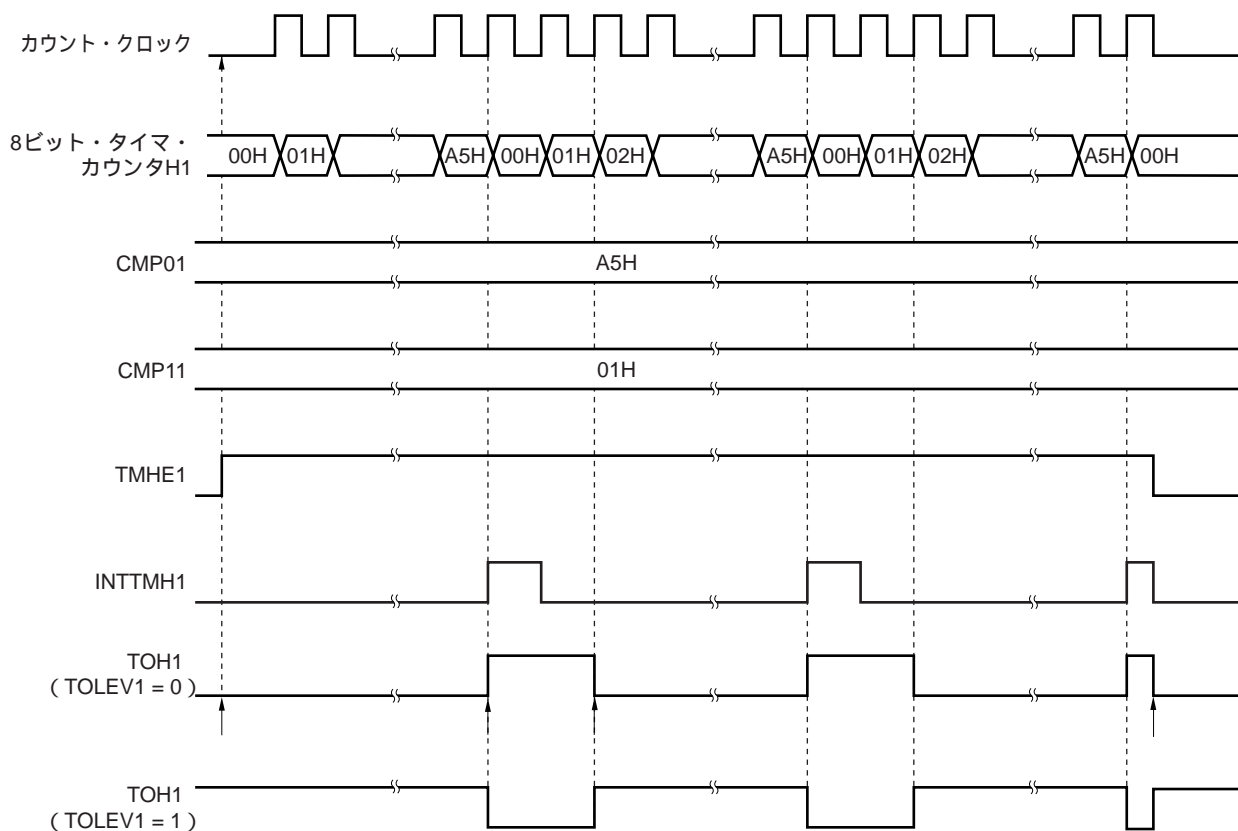 カウント・クロック
8ビット・タイマ・
カウンタH1
00H 01H A5H 00H 01H 02H A5H 00H 01H 02H A5H 00H
CMP01 A5H
CMP11 01H
TMHE1
INTTMH1
TOH1
(TOLEV1 = 0)
TOH1
(TOLEV1 = 1)